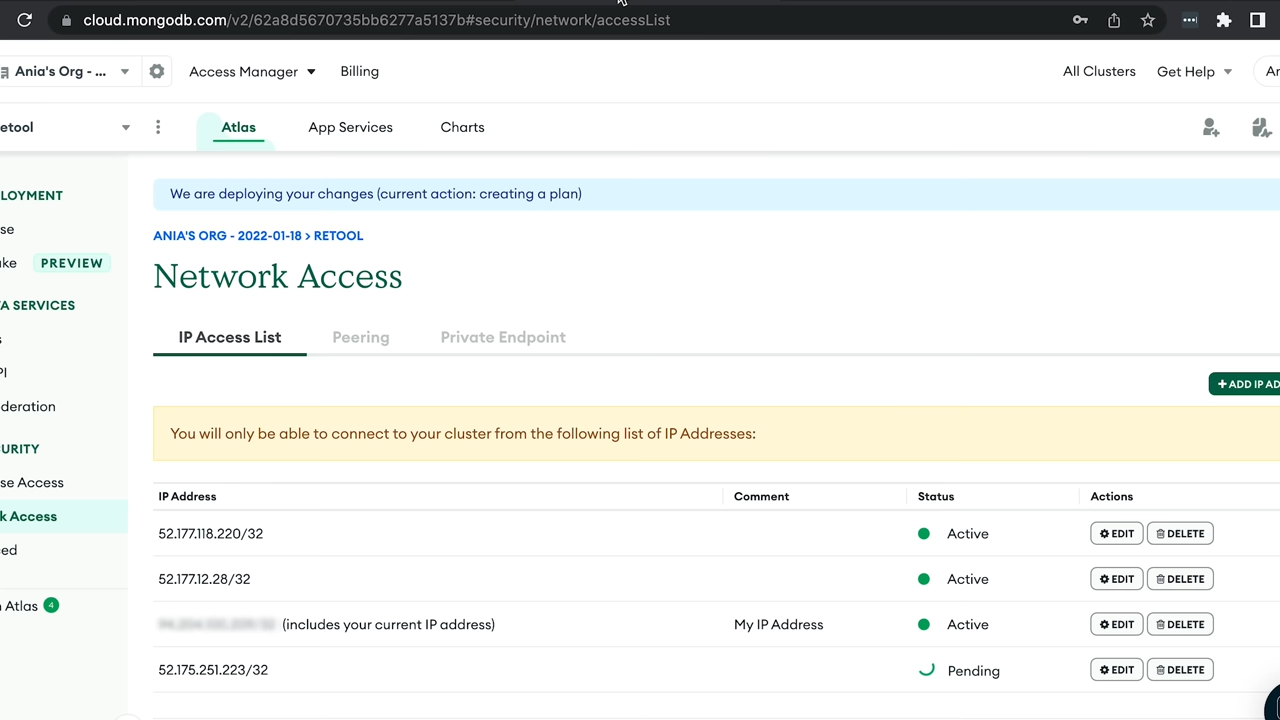 cloud.mongodb.com/v2/62a8d5670735bb6277a5137b#security/network/accessList
Ania's Org - ...
Access Manager
Billing
All Clusters
Get Help
An
etool
Atlas
App Services
Charts
LOYMENT
se
ke PREVIEW
A SERVICES
s
PI
deration
CURITY
se Access
k Access
ced
n Atlas 4
We are deploying your changes (current action: creating a plan)
ANIA'S ORG - 2022-01-18 > RETOOL
Network Access
IP Access List
Peering
Private Endpoint
+ ADD IP AD
You will only be able to connect to your cluster from the following list of IP Addresses:
IP Address Comment Status Actions
52.177.118.220/32 Active EDIT DELETE
52.177.12.28/32 Active EDIT DELETE
(includes your current IP address) My IP Address Active EDIT DELETE
52.175.251.223/32 Pending EDIT DELETE